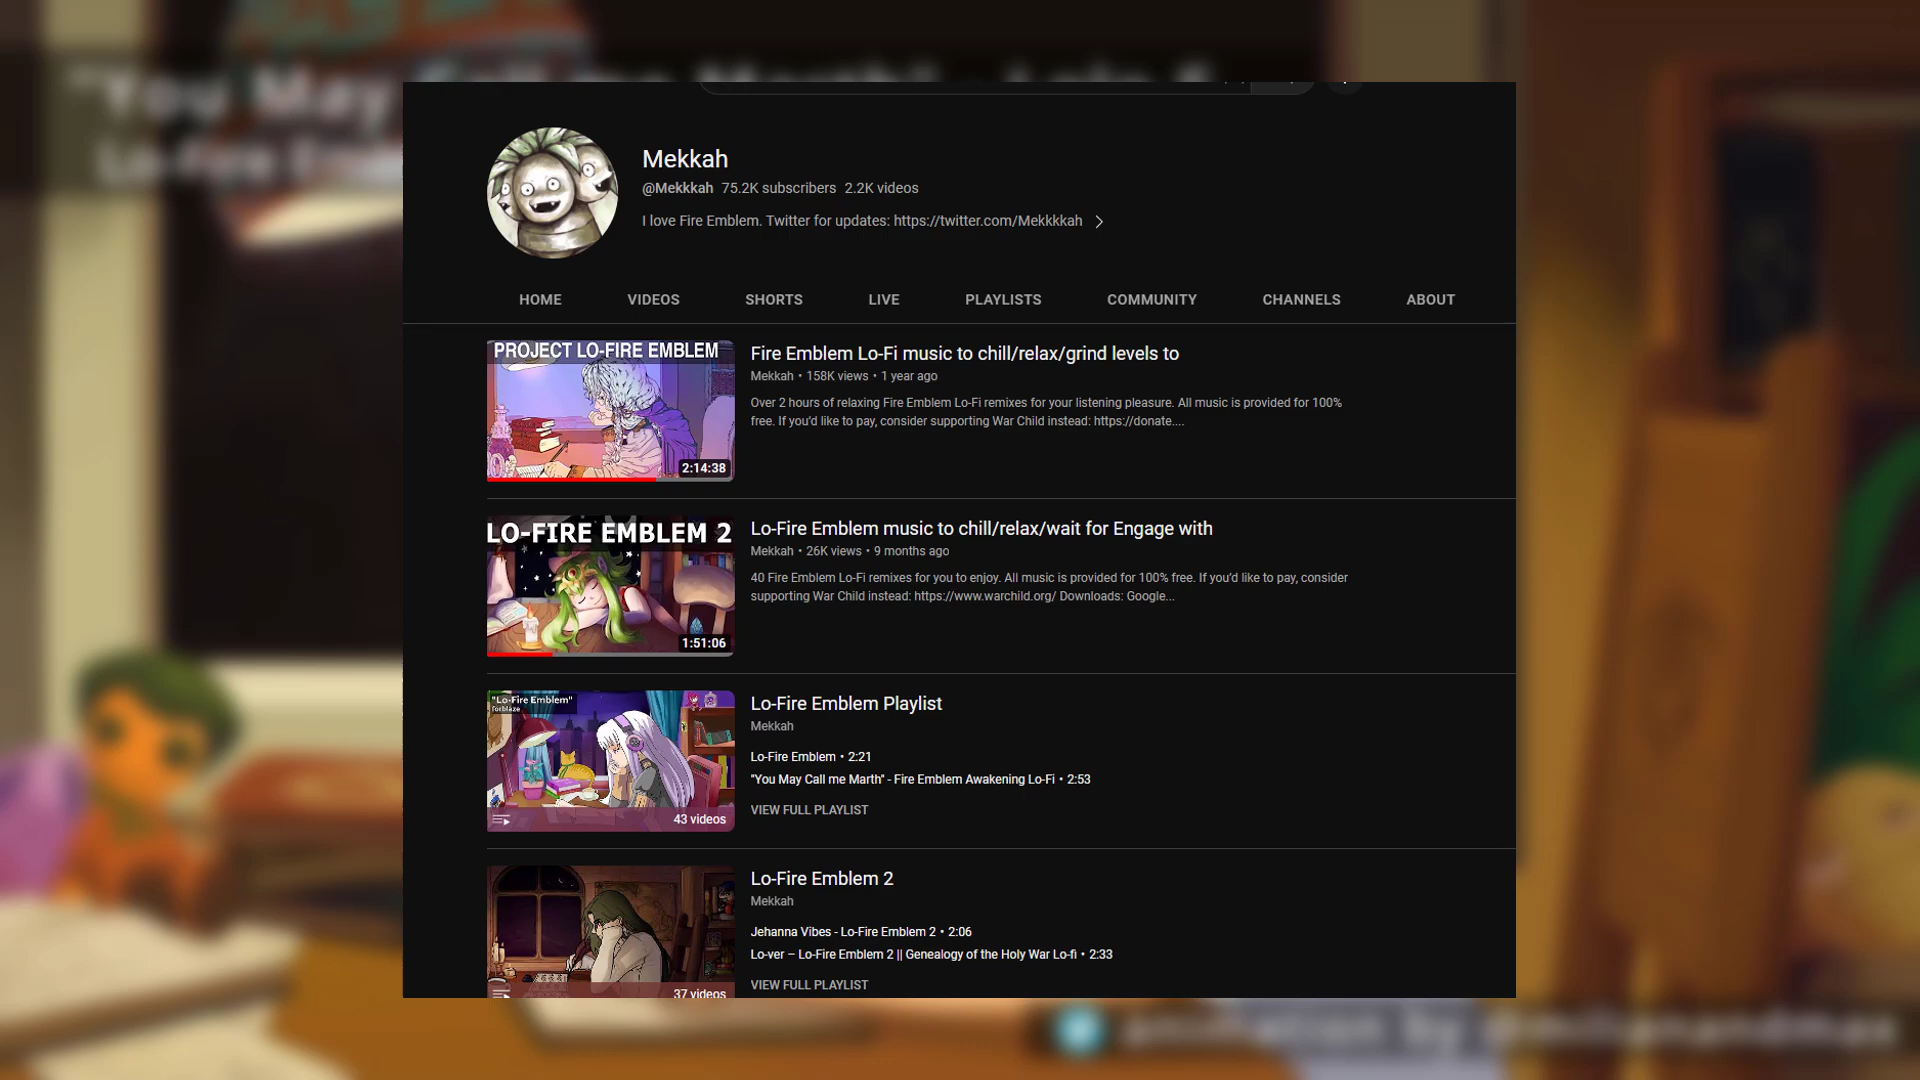 "You May
Mekkah
@Mekkkah 75.2K subscribers 2.2K videos
I love Fire Emblem. Twitter for updates: https://twitter.com/Mekkkkah
HOME VIDEOS SHORTS LIVE PLAYLISTS COMMUNITY CHANNELS ABOUT
PROJECT LO-FIRE EMBLEM
2:14:38
Fire Emblem Lo-Fi music to chill/relax/grind levels to
Mekkah • 158K views • 1 year ago
Over 2 hours of relaxing Fire Emblem Lo-Fi remixes for your listening pleasure. All music is provided for 100%
free. If you'd like to pay, consider supporting War Child instead: https://donate....
LO-FIRE EMBLEM 2
1:51:06
Lo-Fire Emblem music to chill/relax/wait for Engage with
Mekkah • 26K views • 9 months ago
40 Fire Emblem Lo-Fi remixes for you to enjoy. All music is provided for 100% free. If you'd like to pay, consider
supporting War Child instead: https://www.warchild.org/ Downloads: Google...
"Lo-Fire Emblem"
forblaze
43 videos
Lo-Fire Emblem Playlist
Mekkah
Lo-Fire Emblem • 2:21
"You May Call me Marth" - Fire Emblem Awakening Lo-Fi • 2:53
VIEW FULL PLAYLIST
37 videos
Lo-Fire Emblem 2
Mekkah
Jehanna Vibes - Lo-Fire Emblem 2 • 2:06
Lo-ver – Lo-Fire Emblem 2 || Genealogy of the Holy War Lo-fi • 2:33
VIEW FULL PLAYLIST
animation by @milianandmax